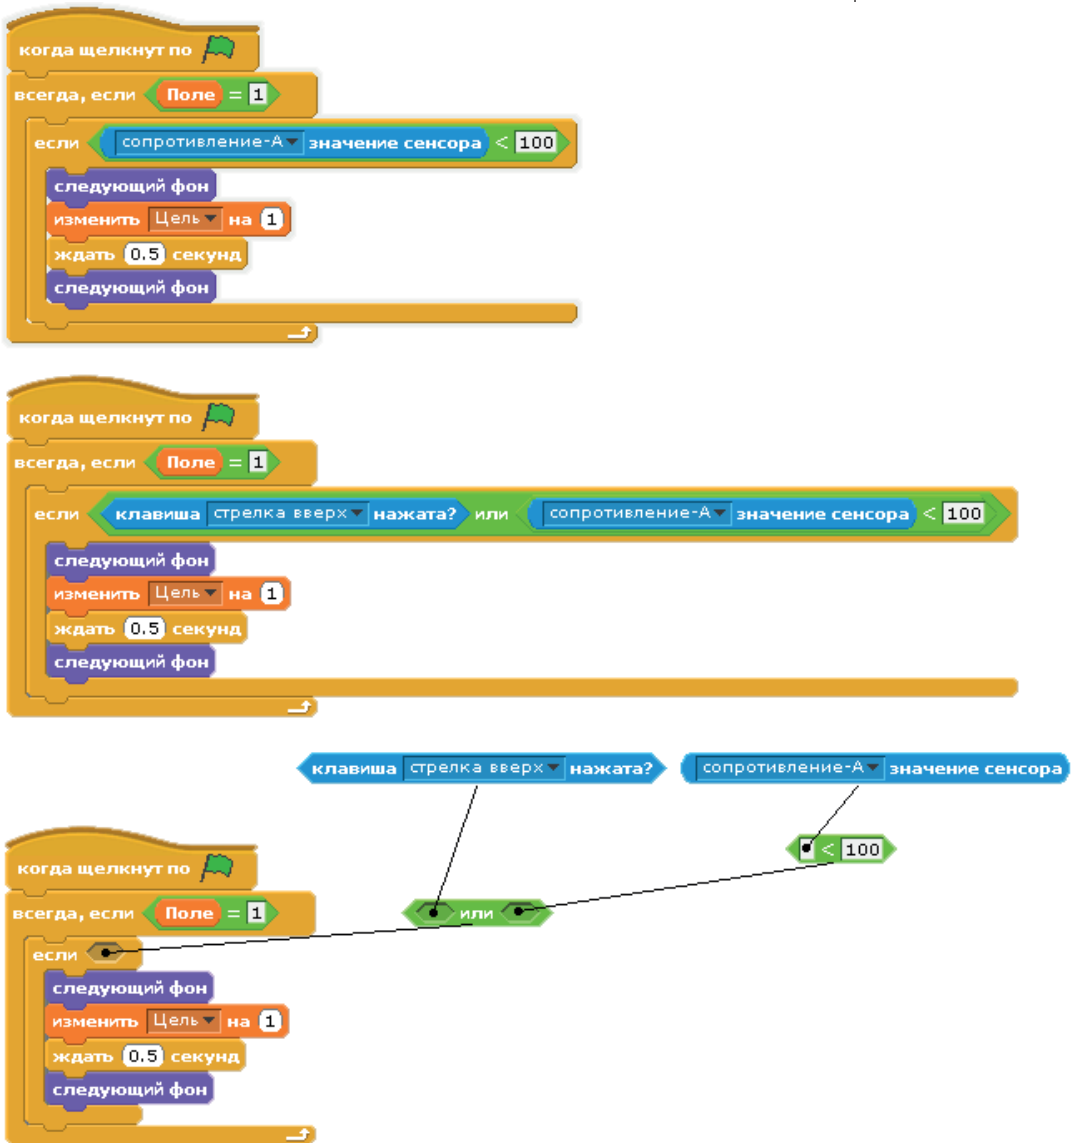 когда щелкнут по
всегда, если Поле = 1
если сопротивление-А значение сенсора < 100
следующий фон
изменить Цель на 1
ждать 0.5 секунд
следующий фон
когда щелкнут по
всегда, если Поле = 1
если клавиша стрелка вверх нажата? или сопротивление-А значение сенсора < 100
следующий фон
изменить Цель на 1
ждать 0.5 секунд
следующий фон
клавиша стрелка вверх нажата? сопротивление-А значение сенсора
< 100
когда щелкнут по
всегда, если Поле = 1
или
если
следующий фон
изменить Цель на 1
ждать 0.5 секунд
следующий фон